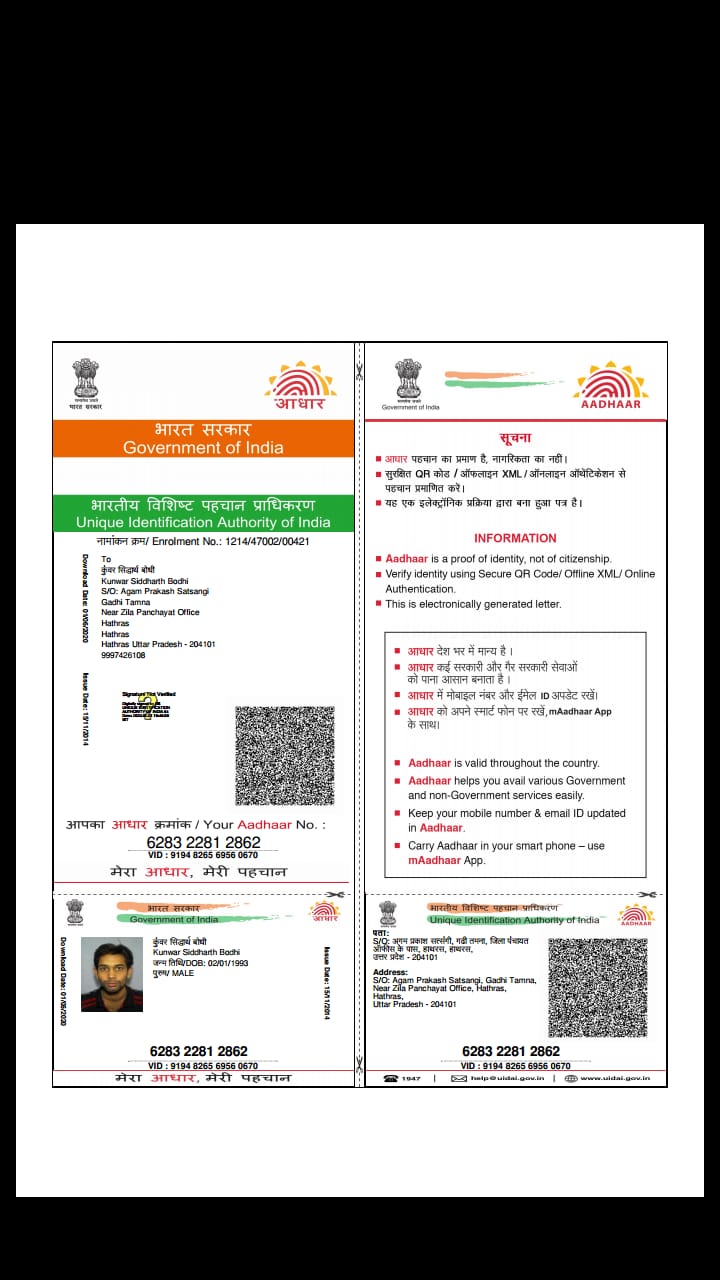 भारत सरकार
आधार
भारत सरकार
Government of India
भारतीय विशिष्ट पहचान प्राधिकरण
Unique Identification Authority of India
नामांकन क्रम/ Enrolment No.: 1214/47002/00421
Download Date: 01/06/2020
Issue Date: 15/11/2014
To
कुंवर सिद्धार्थ बोधी
Kunwar Siddharth Bodhi
S/O: Agam Prakash Satsangi
Gadhi Tamna
Near Zila Panchayat Office
Hathras
Hathras
Hathras Uttar Pradesh - 204101
9997426108
Signature Not Verified
आपका आधार क्रमांक / Your Aadhaar No. :
6283 2281 2862
VID : 9194 8265 6956 0670
मेरा आधार, मेरी पहचान
Government of India
AADHAAR
सूचना
आधार पहचान का प्रमाण है, नागरिकता का नहीं।
सुरक्षित QR कोड / ऑफलाइन XML / ऑनलाइन ऑथेंटिकेशन से
पहचान प्रमाणित करें।
यह एक इलेक्ट्रॉनिक प्रक्रिया द्वारा बना हुआ पत्र है।
INFORMATION
Aadhaar is a proof of identity, not of citizenship.
Verify identity using Secure QR Code/ Offline XML/ Online
Authentication.
This is electronically generated letter.
आधार देश भर में मान्य है ।
आधार कई सरकारी और गैर सरकारी सेवाओं
को पाना आसान बनाता है ।
आधार में मोबाइल नंबर और ईमेल ID अपडेट रखें।
आधार को अपने स्मार्ट फोन पर रखें, mAadhaar App
के साथ।
Aadhaar is valid throughout the country.
Aadhaar helps you avail various Government
and non-Government services easily.
Keep your mobile number & email ID updated
in Aadhaar.
Carry Aadhaar in your smart phone – use
mAadhaar App.
भारत सरकार
Government of India
आधार
Download Date: 01/06/2020
कुंवर सिद्धार्थ बोधी
Kunwar Siddharth Bodhi
जन्म तिथि/DOB: 02/01/1993
पुरुष/ MALE
Issue Date: 15/11/2014
6283 2281 2862
VID : 9194 8265 6956 0670
मेरा आधार, मेरी पहचान
भारतीय विशिष्ट पहचान प्राधिकरण
Unique Identification Authority of India
AADHAAR
पता:
S/O: अगम प्रकाश सत्संगी, गढी तमना, जिला पंचायत
ऑफीस के पास, हाथरस, हाथरस,
उत्तर प्रदेश - 204101
Address:
S/O: Agam Prakash Satsangi, Gadhi Tamna,
Near Zila Panchayat Office, Hathras,
Hathras,
Uttar Pradesh - 204101
6283 2281 2862
VID : 9194 8265 6956 0670
1947 | help@uidai.gov.in | www.uidai.gov.in